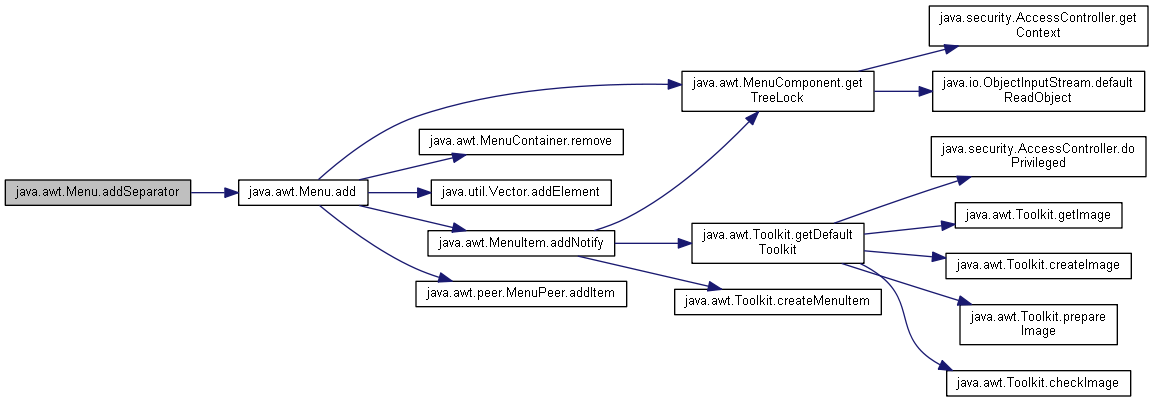 java.awt.Menu.addSeparator
java.awt.Menu.add
java.awt.MenuComponent.get
TreeLock
java.security.AccessController.get
Context
java.io.ObjectInputStream.default
ReadObject
java.awt.MenuContainer.remove
java.util.Vector.addElement
java.awt.MenuItem.addNotify
java.awt.Toolkit.getDefault
Toolkit
java.security.AccessController.do
Privileged
java.awt.Toolkit.getImage
java.awt.Toolkit.createImage
java.awt.Toolkit.prepare
Image
java.awt.Toolkit.checkImage
java.awt.Toolkit.createMenuItem
java.awt.peer.MenuPeer.addItem